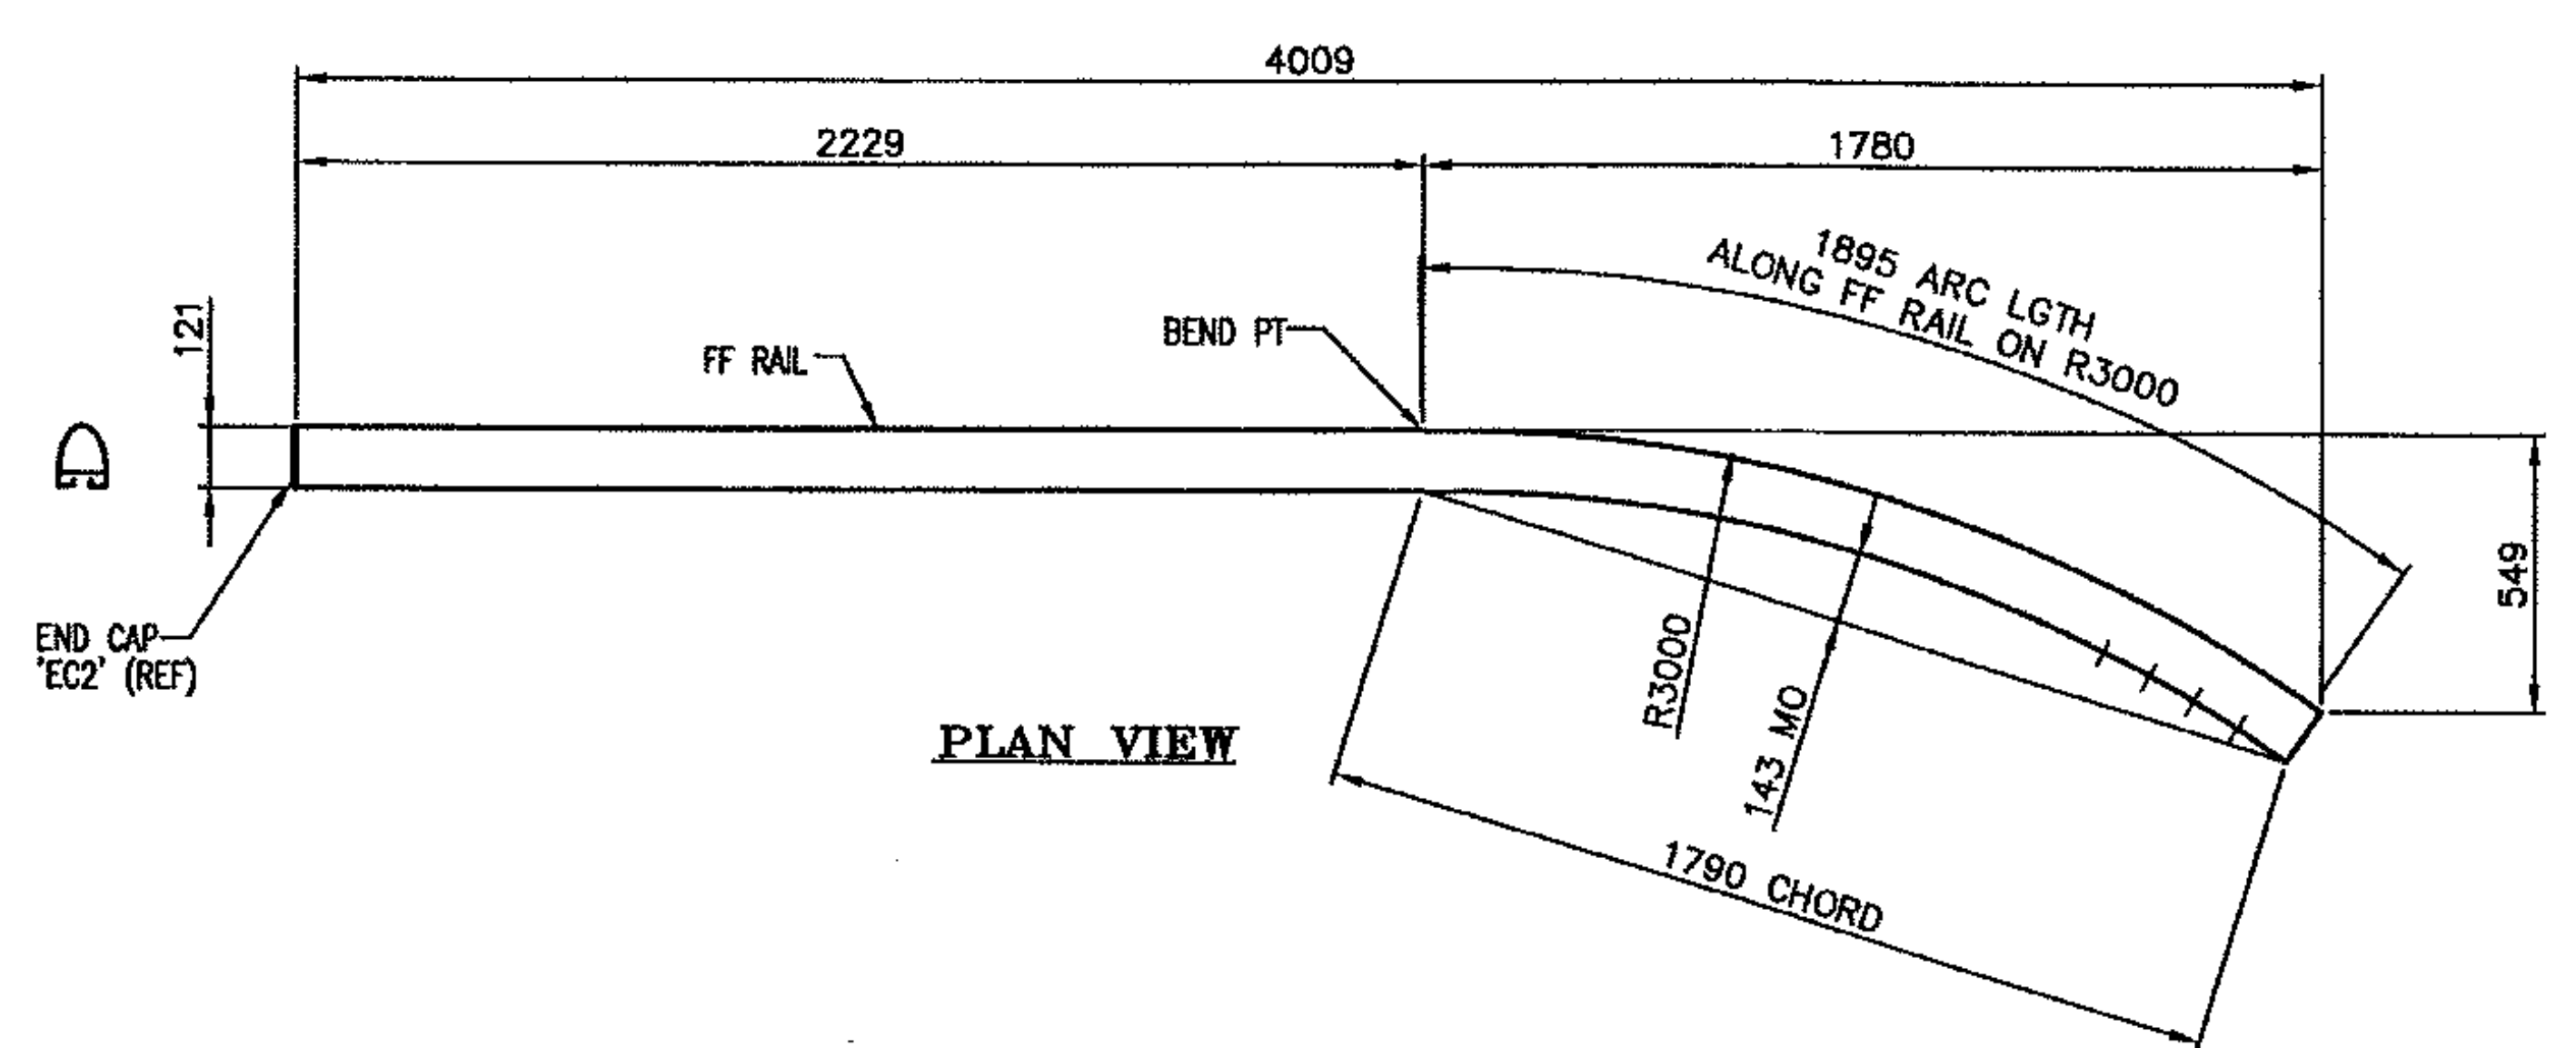 4009
2229
1780
1895 ARC LGTH
ALONG FF RAIL ON R3000
121
BEND PT
FF RAIL
549
END CAP
'EC2' (REF)
R3000
143 MO
PLAN VIEW
1790 CHORD